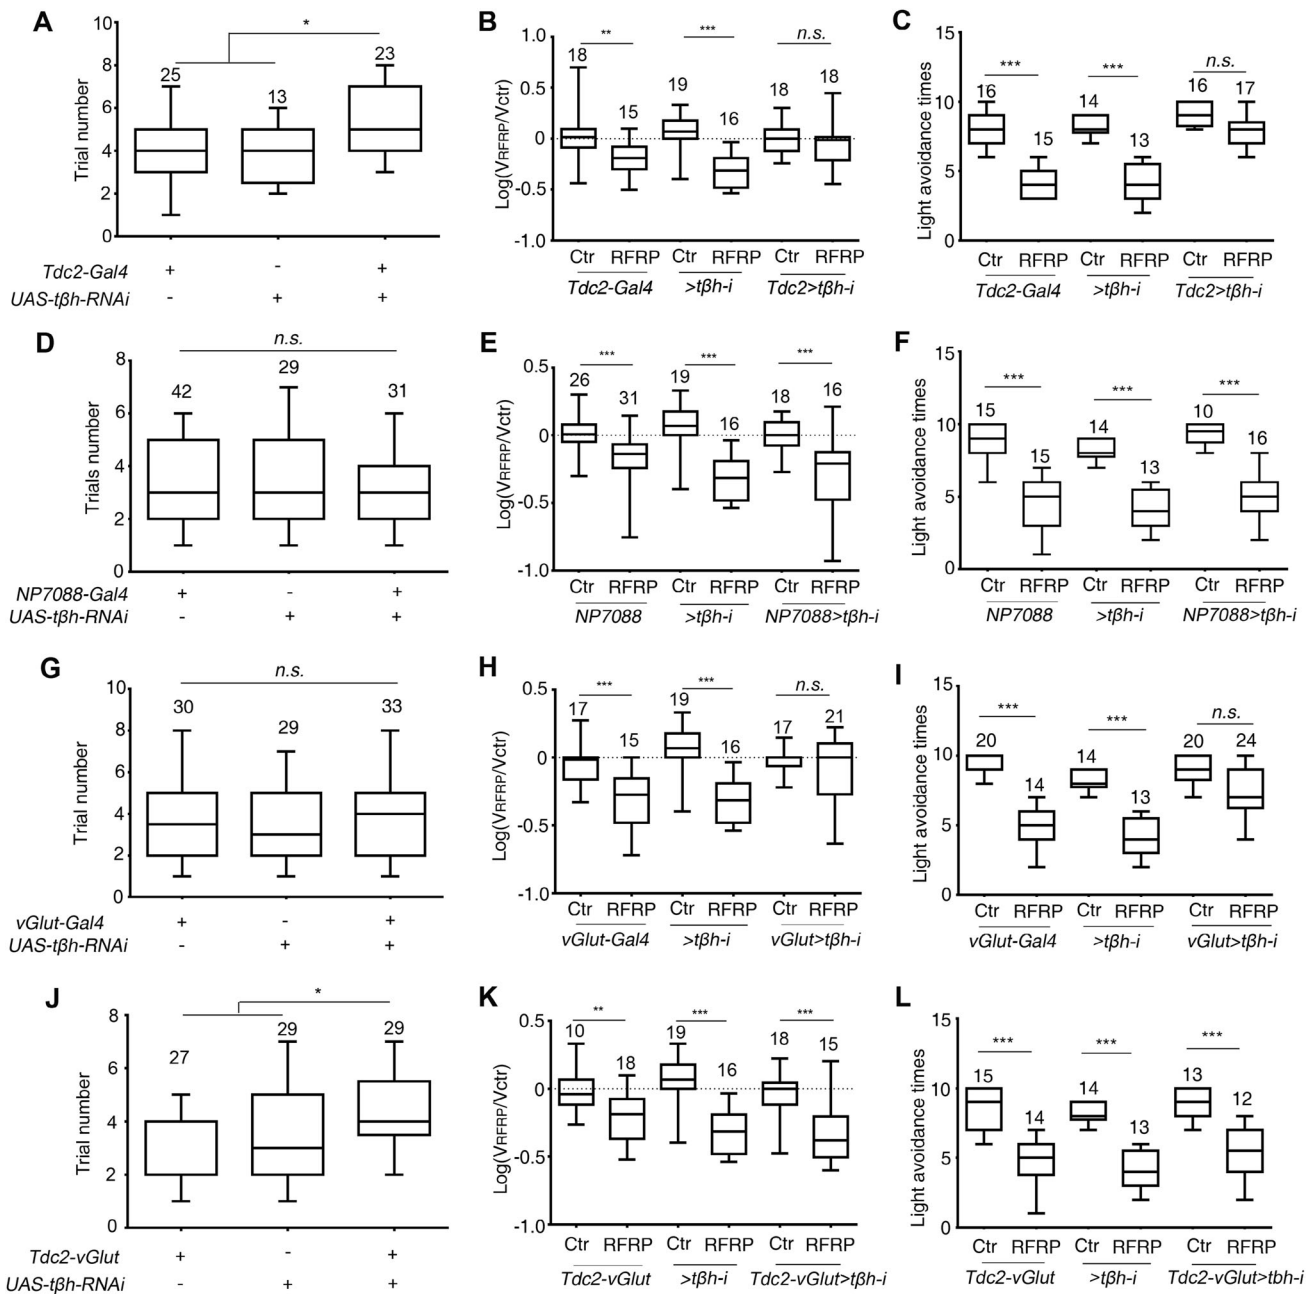 A
10
8
6
4
2
0
Trial number
*
25
13
23
Tdc2-Gal4 + - +
UAS-tβh-RNAi - + +
B
1.0
0.5
0
-0.5
-1.0
Log(VRFRP/Vctr)
** *** n.s.
18 15 19 16 18 18
Ctr RFRP Ctr RFRP Ctr RFRP
Tdc2-Gal4 >tβh-i Tdc2>tβh-i
C
15
10
5
0
Light avoidance times
*** *** n.s.
16 15 14 13 16 17
Ctr RFRP Ctr RFRP Ctr RFRP
Tdc2-Gal4 >tβh-i Tdc2>tβh-i
D
8
6
4
2
0
Trials number
n.s.
42 29 31
NP7088-Gal4 + - +
UAS-tβh-RNAi - + +
E
0.5
0
-0.5
-1.0
Log(VRFRP/Vctr)
*** *** ***
26 31 19 16 18 16
Ctr RFRP Ctr RFRP Ctr RFRP
NP7088 >tβh-i NP7088>tβh-i
F
15
10
5
0
Light avoidance times
*** *** ***
15 15 14 13 10 16
Ctr RFRP Ctr RFRP Ctr RFRP
NP7088 >tβh-i NP7088>tβh-i
G
10
8
6
4
2
0
Trial number
n.s.
30 29 33
vGlut-Gal4 + - +
UAS-tβh-RNAi - + +
H
0.5
0
-0.5
-1.0
Log(VRFRP/Vctr)
*** *** n.s.
17 15 19 16 17 21
Ctr RFRP Ctr RFRP Ctr RFRP
vGlut-Gal4 >tβh-i vGlut>tβh-i
I
15
10
5
0
Light avoidance times
*** *** n.s.
20 14 14 13 20 24
Ctr RFRP Ctr RFRP Ctr RFRP
vGlut-Gal4 >tβh-i vGlut>tβh-i
J
8
6
4
2
0
Trial number
*
27 29 29
Tdc2-vGlut + - +
UAS-tβh-RNAi - + +
K
0.5
0
-0.5
-1.0
Log(VRFRP/Vctr)
** *** ***
10 18 19 16 18 15
Ctr RFRP Ctr RFRP Ctr RFRP
Tdc2-vGlut >tβh-i Tdc2-vGlut>tβh-i
L
15
10
5
0
Light avoidance times
*** *** ***
15 14 14 13 13 12
Ctr RFRP Ctr RFRP Ctr RFRP
Tdc2-vGlut >tβh-i Tdc2-vGlut>tbh-i